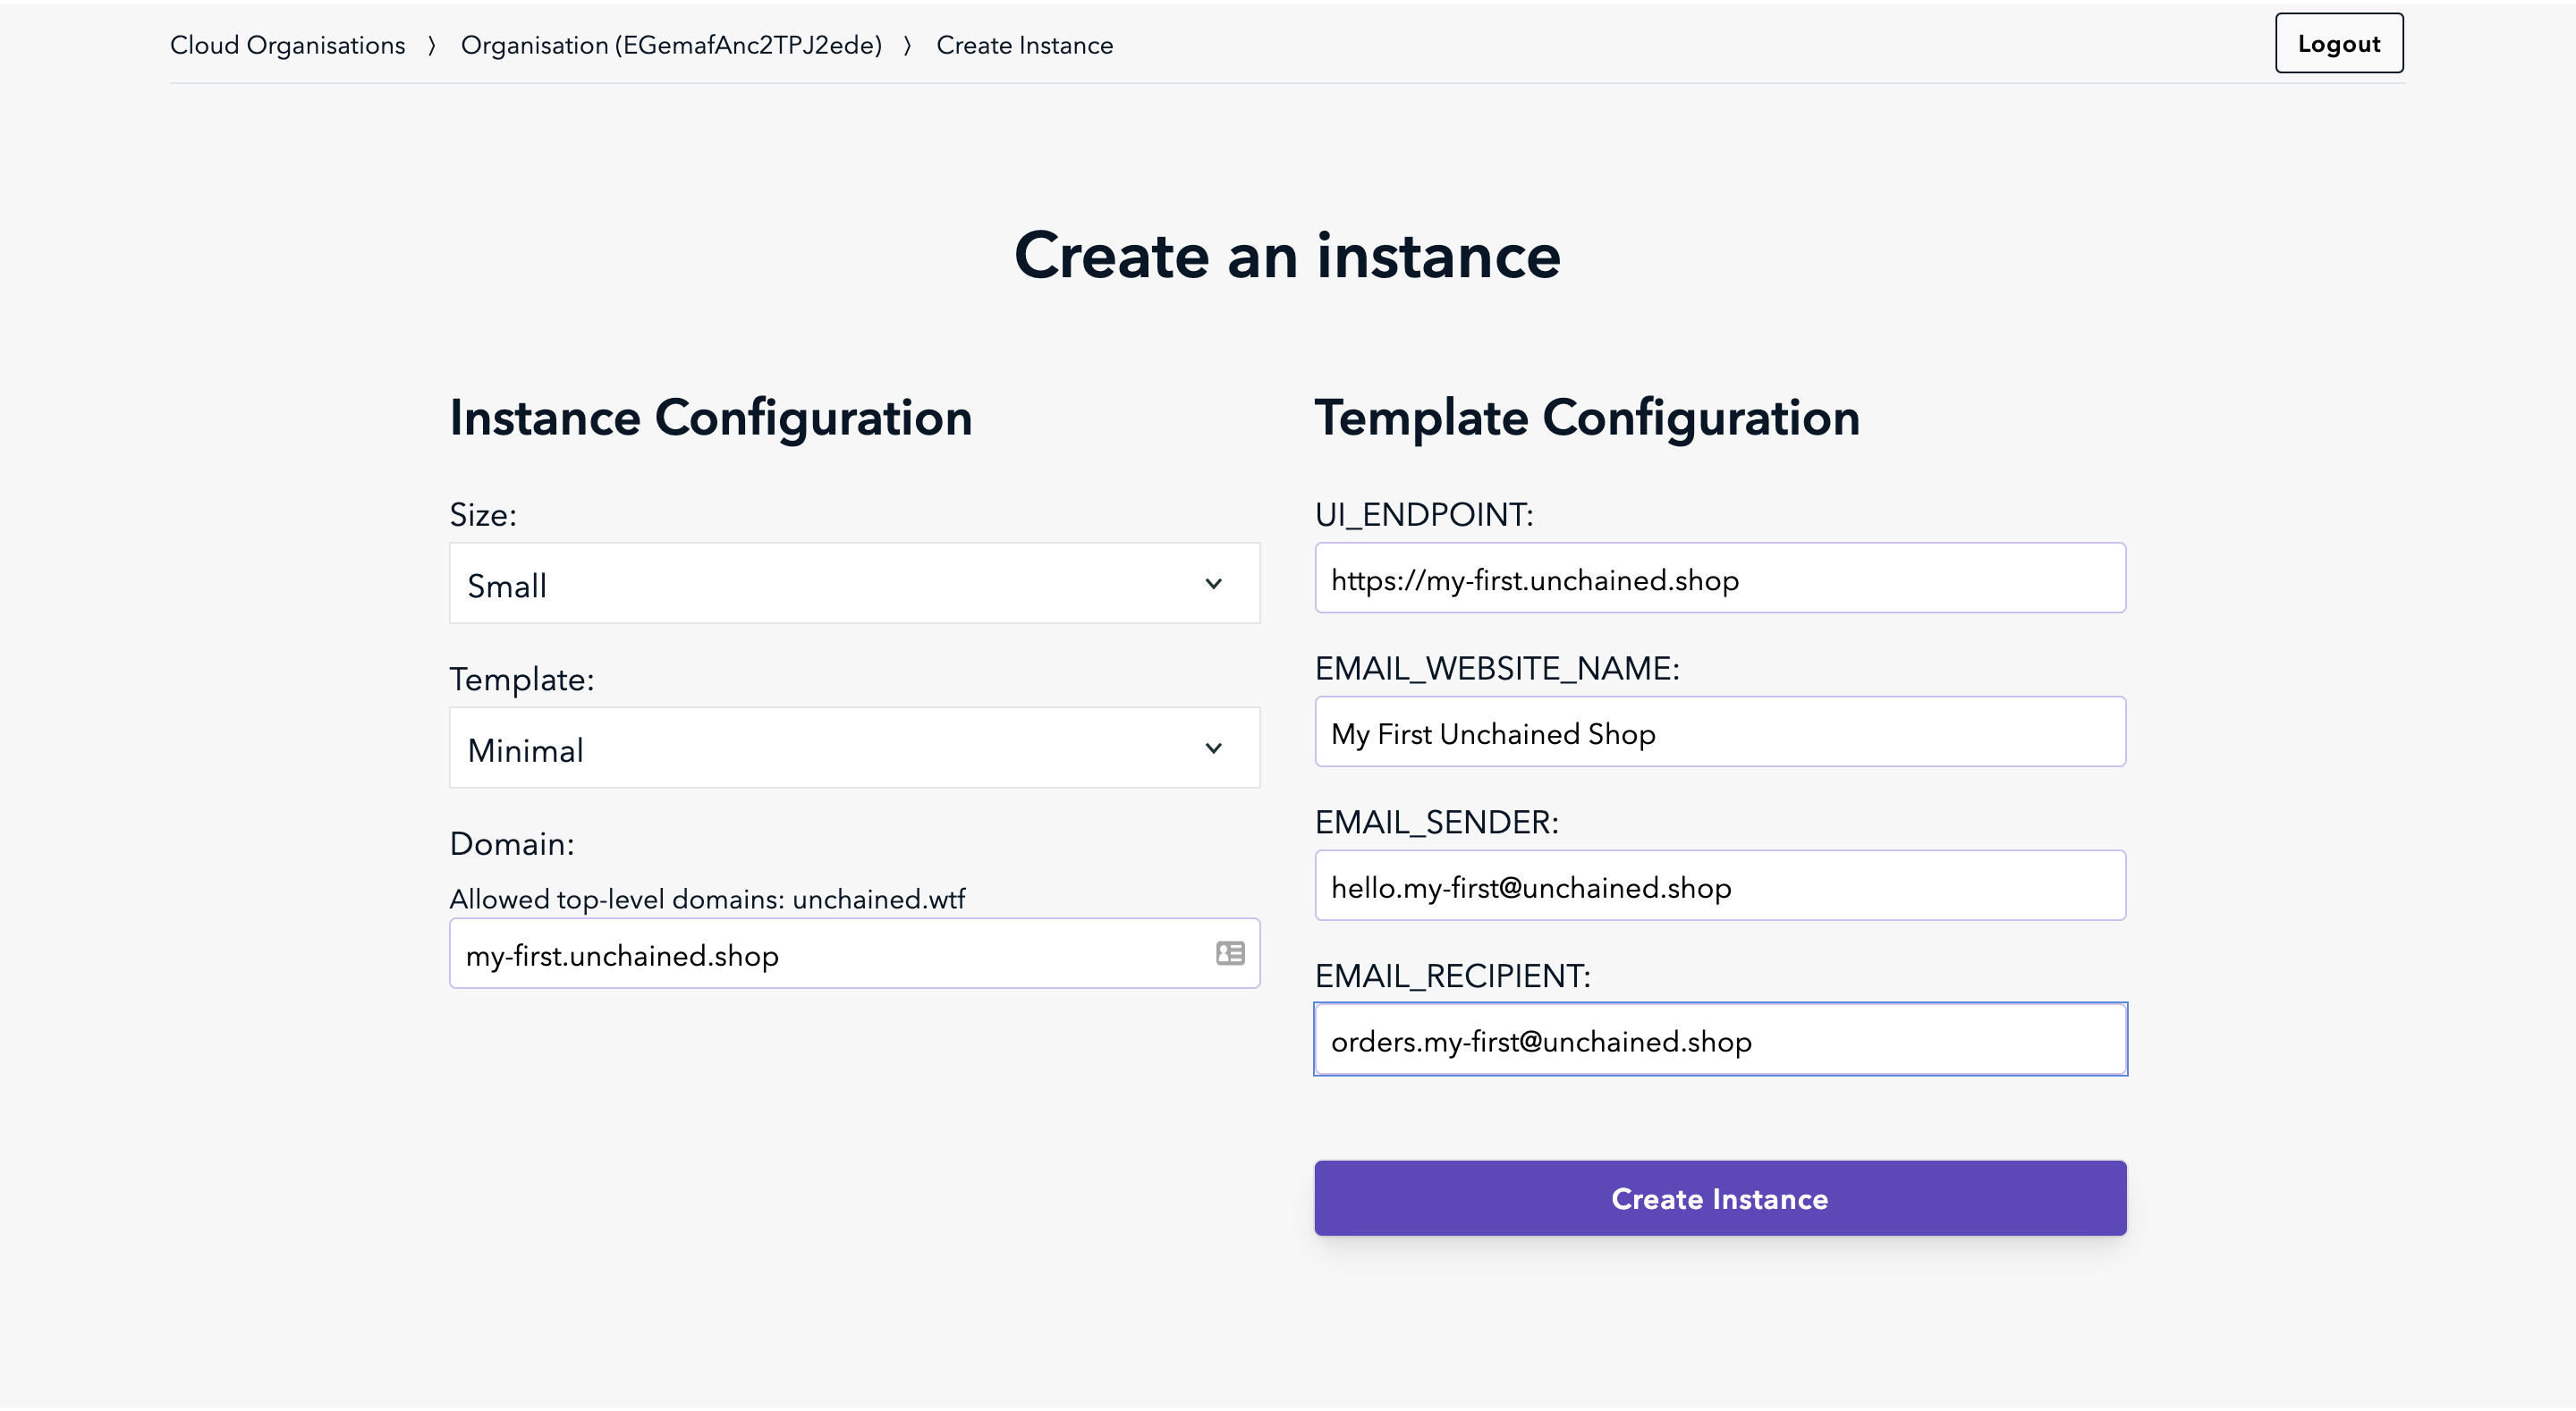 Cloud Organisations 〉 Organisation (EGemafAnc2TPJ2ede) 〉 Create Instance
Logout
Create an instance
Instance Configuration
Size:
Small
Template:
Minimal
Domain:
Allowed top-level domains: unchained.wtf
my-first.unchained.shop
Template Configuration
UI_ENDPOINT:
https://my-first.unchained.shop
EMAIL_WEBSITE_NAME:
My First Unchained Shop
EMAIL_SENDER:
hello.my-first@unchained.shop
EMAIL_RECIPIENT:
orders.my-first@unchained.shop
Create Instance